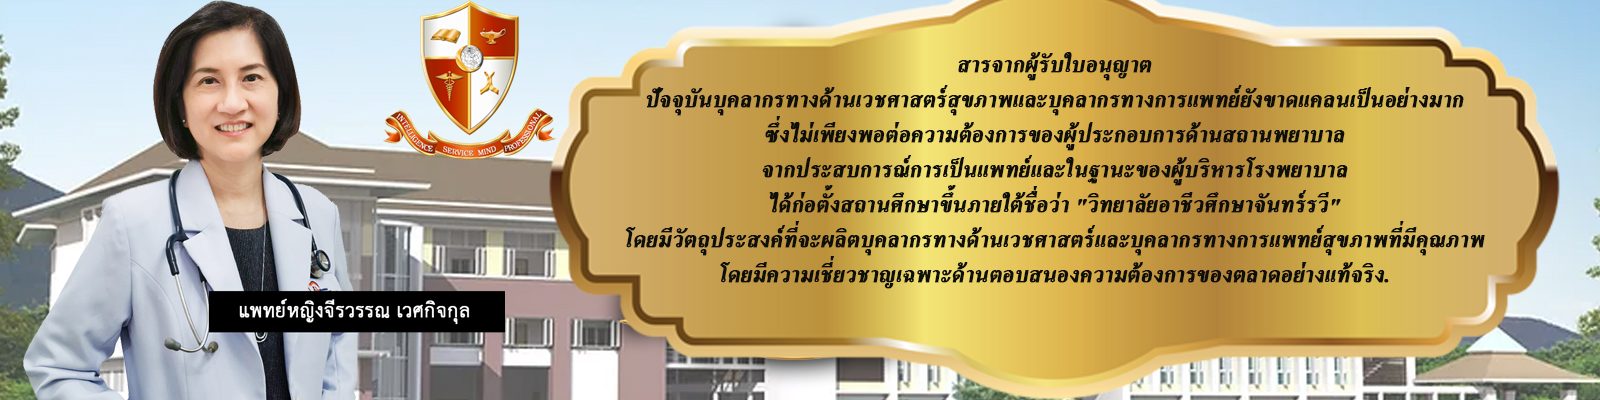 INTELLIGENCE SERVICE MIND PROFESSIONAL
สารจากผู้รับใบอนุญาต
ปัจจุบันบุคลากรทางด้านเวชศาสตร์สุขภาพและบุคลากรทางการแพทย์ยังขาดแคลนเป็นอย่างมาก
ซึ่งไม่เพียงพอต่อความต้องการของผู้ประกอบการด้านสถานพยาบาล
จากประสบการณ์การเป็นแพทย์และในฐานะของผู้บริหารโรงพยาบาล
ได้ก่อตั้งสถานศึกษาขึ้นภายใต้ชื่อว่า "วิทยาลัยอาชีวศึกษาจันทร์รวี"
โดยมีวัตถุประสงค์ที่จะผลิตบุคลากรทางด้านเวชศาสตร์และบุคลากรทางการแพทย์สุขภาพที่มีคุณภาพ
โดยมีความเชี่ยวชาญเฉพาะด้านตอบสนองความต้องการของตลาดอย่างแท้จริง.
แพทย์หญิงจีรวรรณ เวศกิจกุล